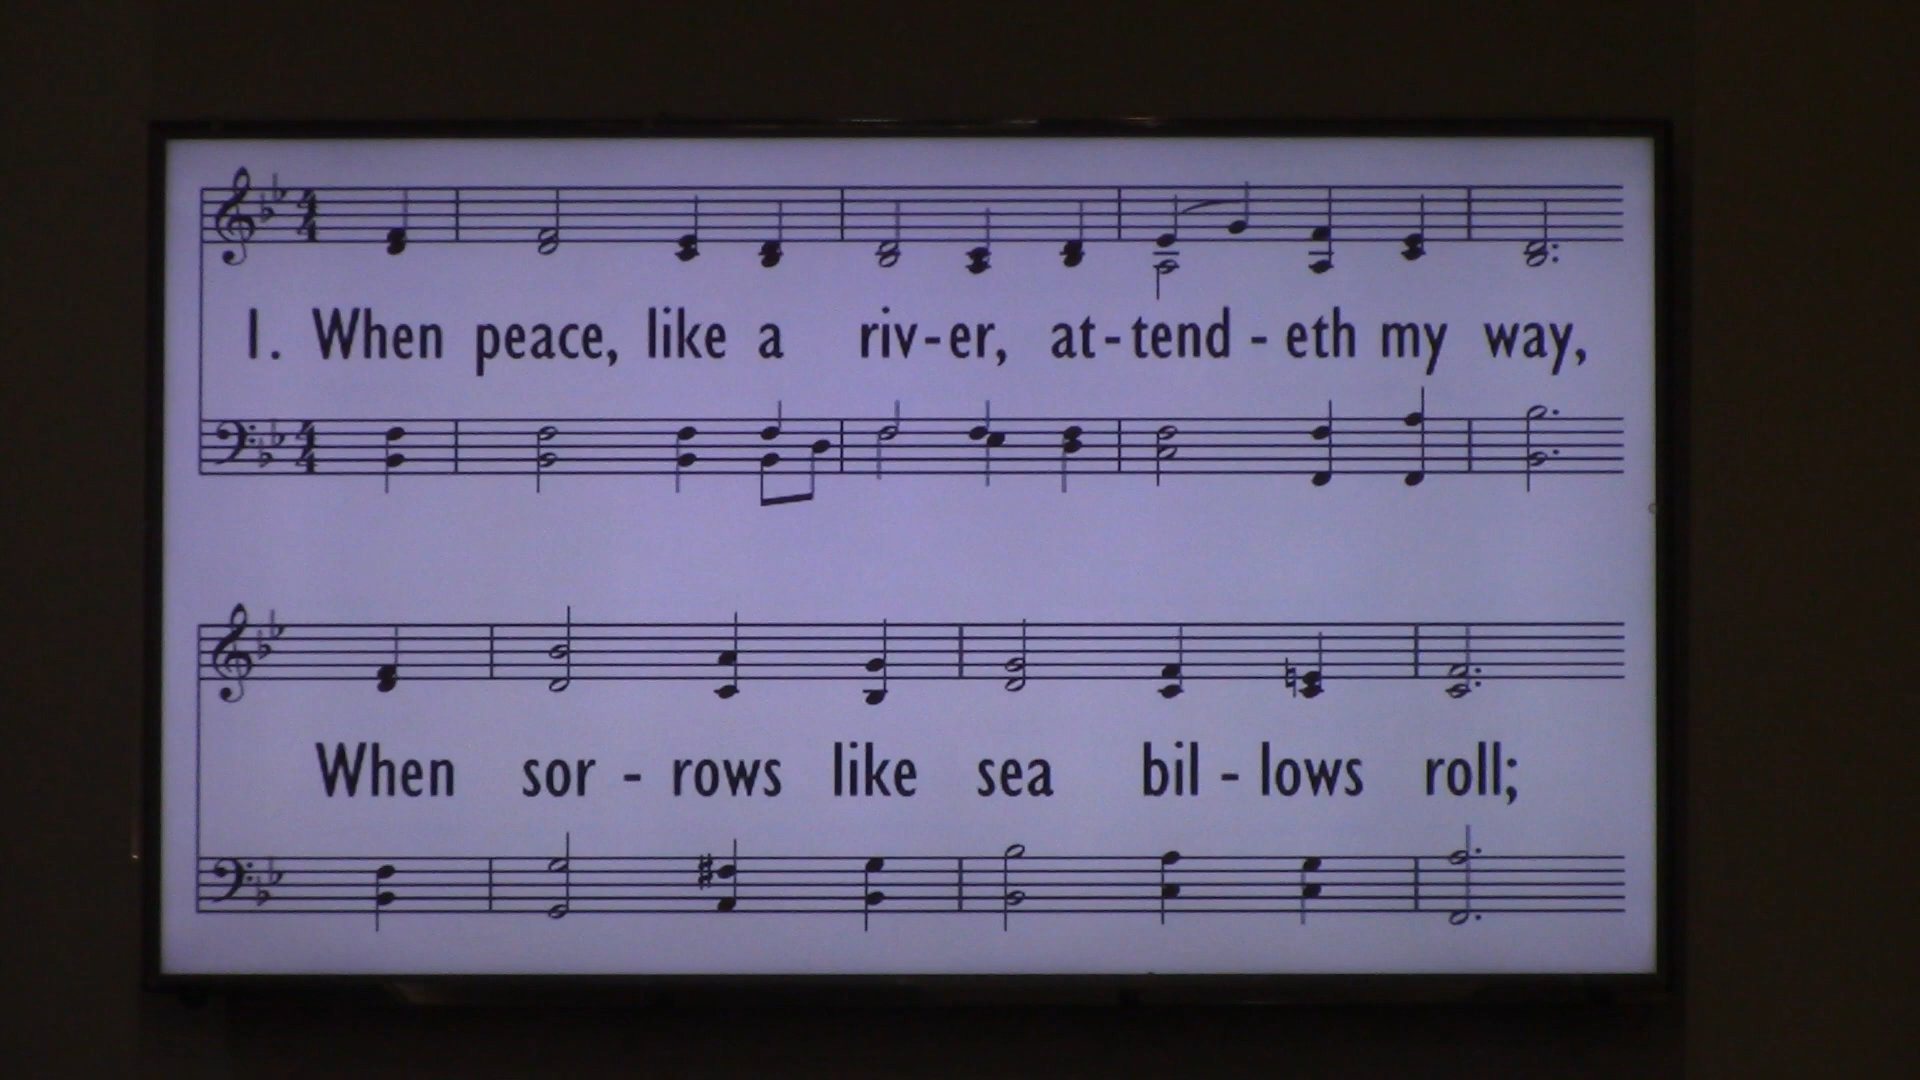 1. When peace, like a riv-er, at-tend-eth my way,
When sor-rows like sea bil-lows roll;